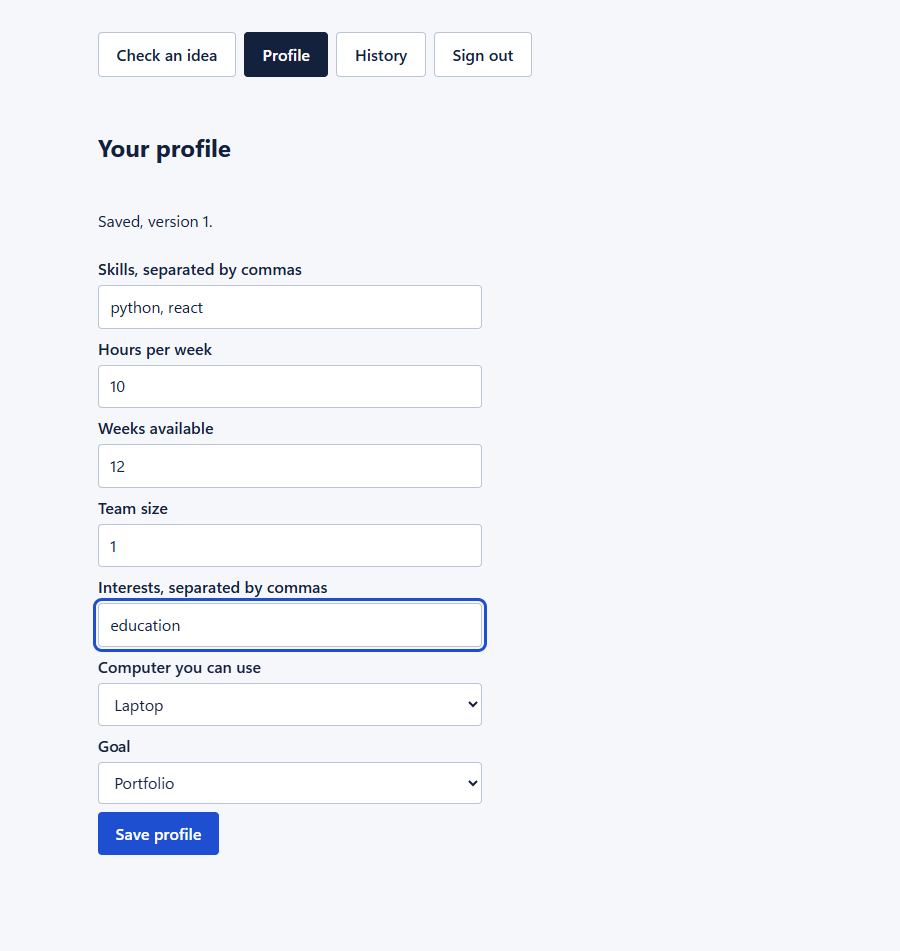 Check an idea Profile History Sign out
Your profile
Saved, version 1.
Skills, separated by commas
python, react
Hours per week
10
Weeks available
12
Team size
1
Interests, separated by commas
education
Computer you can use
Laptop
Goal
Portfolio
Save profile